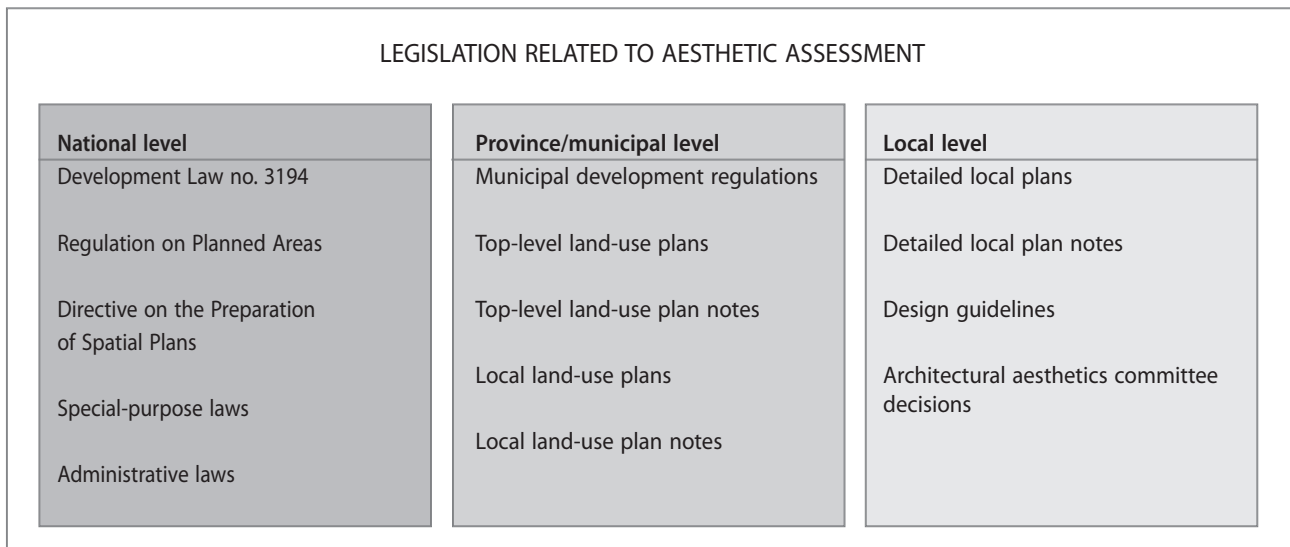 LEGISLATION RELATED TO AESTHETIC ASSESSMENT
National level
Development Law no. 3194
Regulation on Planned Areas
Directive on the Preparation
of Spatial Plans
Special-purpose laws
Administrative laws
Province/municipal level
Municipal development regulations
Top-level land-use plans
Top-level land-use plan notes
Local land-use plans
Local land-use plan notes
Local level
Detailed local plans
Detailed local plan notes
Design guidelines
Architectural aesthetics committee
decisions